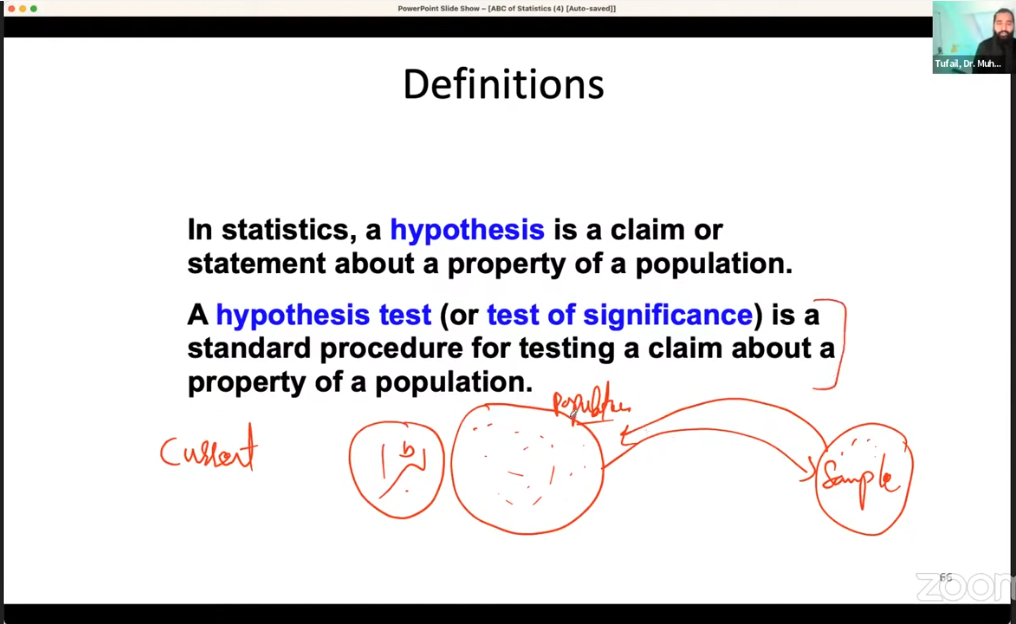 PowerPoint Slide Show – [ABC of Statistics (4) [Auto-saved]]
Tufail, Dr. Muh...
Definitions
In statistics, a hypothesis is a claim or
statement about a property of a population.
A hypothesis test (or test of significance) is a
standard procedure for testing a claim about a
property of a population.
Population
Current
Sample
66
zoom